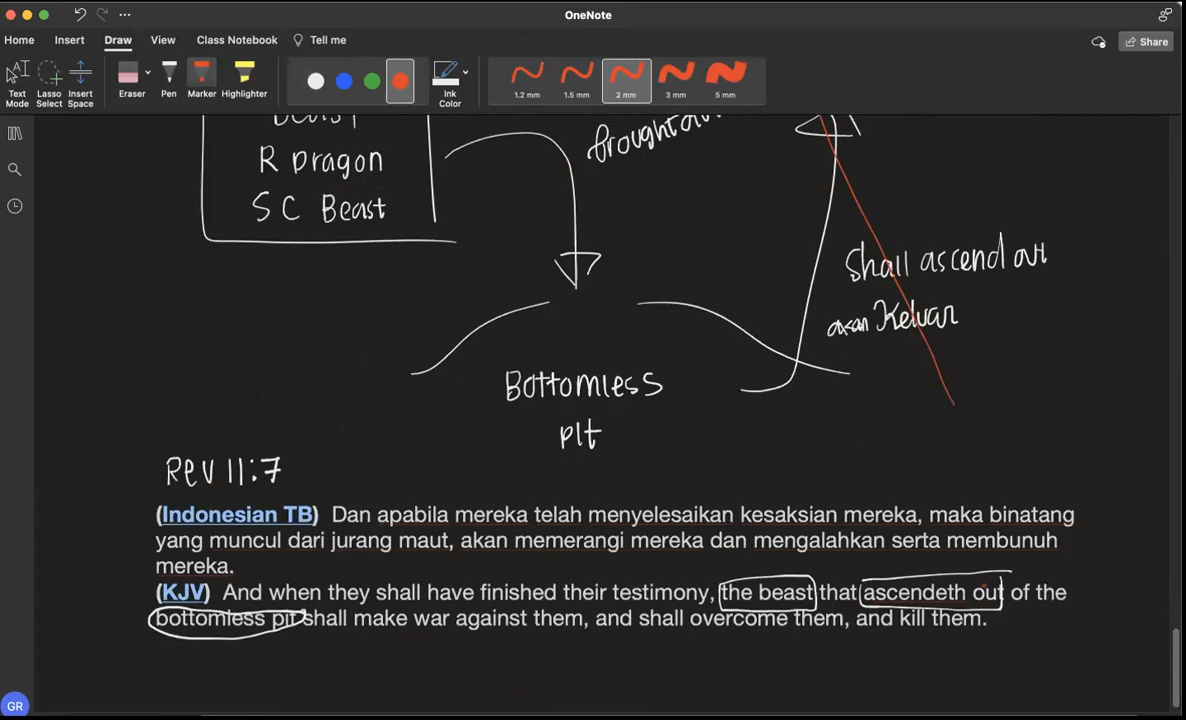 OneNote
Home Insert Draw View Class Notebook Tell me
Share
Text Mode
Lasso Select
Insert Space
Eraser
Pen
Marker
Highlighter
Ink Color
1.2 mm
1.5 mm
2 mm
3 mm
5 mm
Beast
R Dragon
S C Beast
Brought out
Shall ascend out
akan Keluar
Bottomless
pit
Rev 11:7
(Indonesian TB) Dan apabila mereka telah menyelesaikan kesaksian mereka, maka binatang
yang muncul dari jurang maut, akan memerangi mereka dan mengalahkan serta membunuh
mereka.
(KJV) And when they shall have finished their testimony, the beast that ascendeth out of the
bottomless pit shall make war against them, and shall overcome them, and kill them.
GR